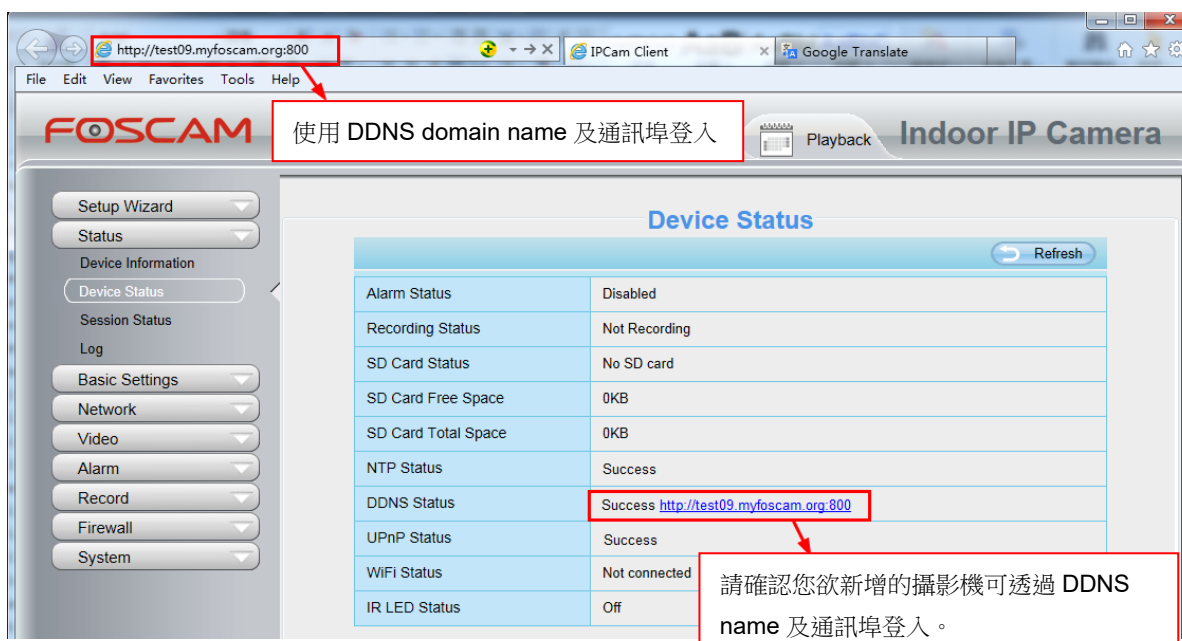 http://test09.myfoscam.org:800
IPCam Client
Google Translate
File Edit View Favorites Tools Help
使用 DDNS domain name 及通訊埠登入
FOSCAM
Playback
Indoor IP Camera
Setup Wizard
Status
Device Information
Device Status
Session Status
Log
Basic Settings
Network
Video
Alarm
Record
Firewall
System
Device Status
Refresh
Alarm Status Disabled
Recording Status Not Recording
SD Card Status No SD card
SD Card Free Space 0KB
SD Card Total Space 0KB
NTP Status Success
DDNS Status Success http://test09.myfoscam.org:800
UPnP Status Success
WiFi Status Not connected
IR LED Status Off
請確認您欲新增的攝影機可透過 DDNS
name 及通訊埠登入。